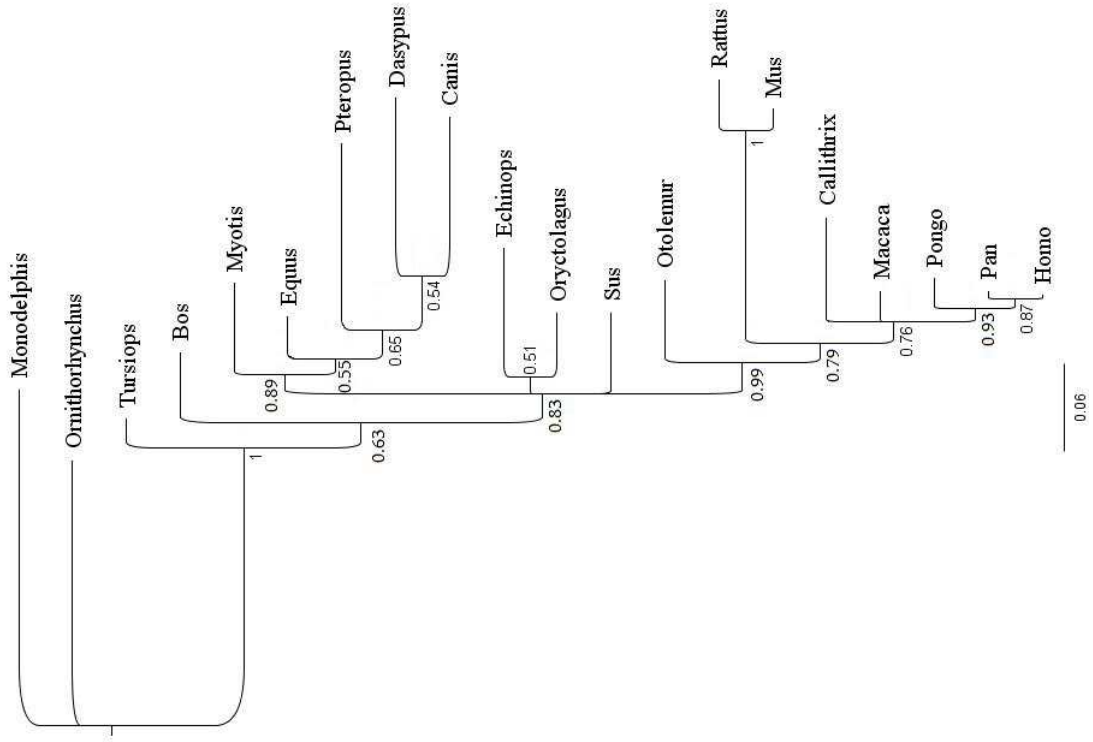 Monodelphis
Ornithorhynchus
Tursiops
Bos
Myotis
Equus
Pteropus
Dasypus
Canis
Echinops
Oryctolagus
Sus
Otolemur
Rattus
Mus
Callithrix
Macaca
Pongo
Pan
Homo
1
0.63
0.89
0.55
0.65
0.54
0.51
0.83
0.99
1
0.79
0.76
0.93
0.87
0.06